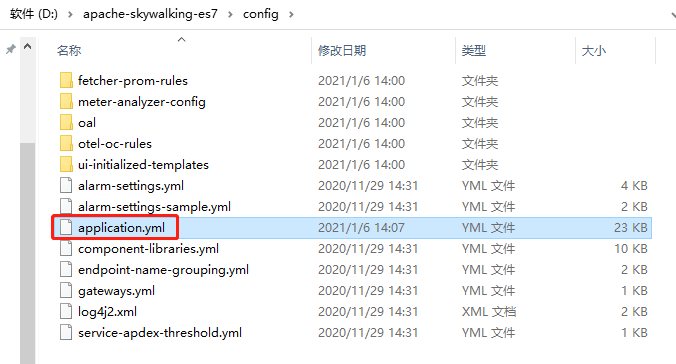 软件 (D:) › apache-skywalking-es7 › config ›
名称 修改日期 类型 大小
fetcher-prom-rules 2021/1/6 14:00 文件夹
meter-analyzer-config 2021/1/6 14:00 文件夹
oal 2021/1/6 14:00 文件夹
otel-oc-rules 2021/1/6 14:00 文件夹
ui-initialized-templates 2021/1/6 14:00 文件夹
alarm-settings.yml 2020/11/29 14:31 YML 文件 4 KB
alarm-settings-sample.yml 2020/11/29 14:31 YML 文件 2 KB
application.yml 2021/1/6 14:07 YML 文件 23 KB
component-libraries.yml 2020/11/29 14:31 YML 文件 10 KB
endpoint-name-grouping.yml 2020/11/29 14:31 YML 文件 2 KB
gateways.yml 2020/11/29 14:31 YML 文件 1 KB
log4j2.xml 2020/11/29 14:31 XML 文档 2 KB
service-apdex-threshold.yml 2020/11/29 14:31 YML 文件 1 KB